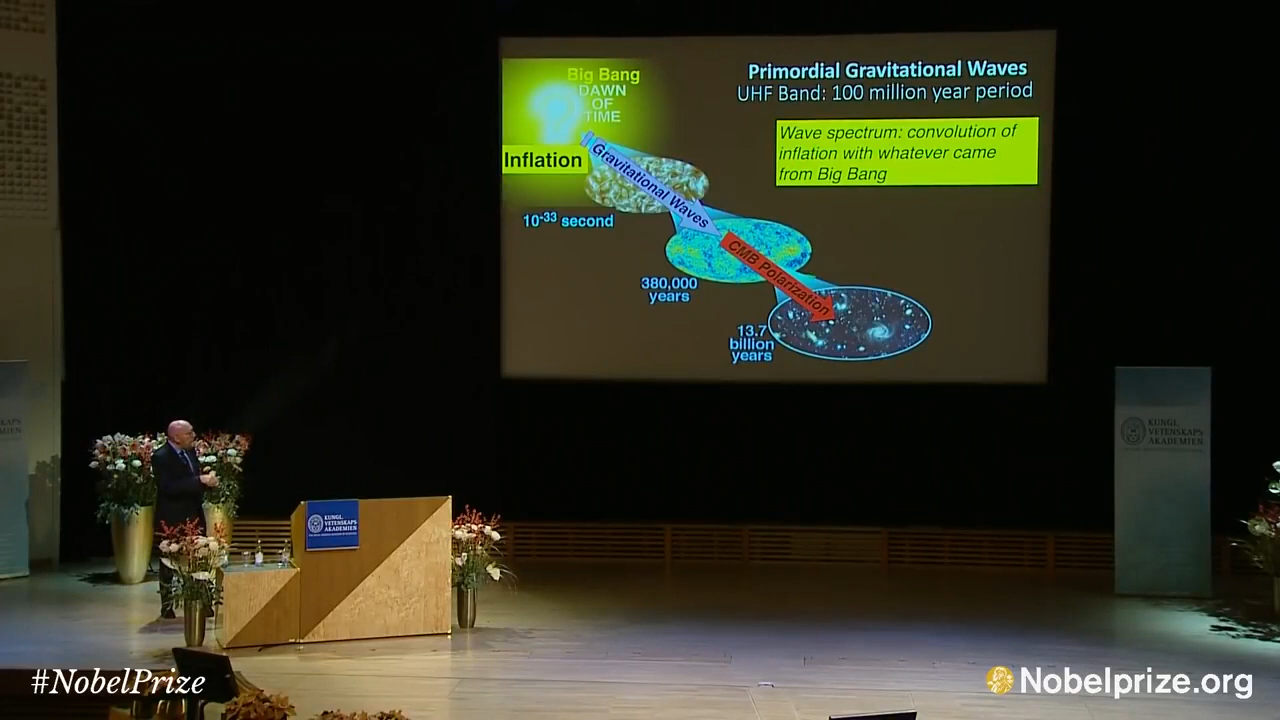 Big Bang
DAWN
OF
TIME
Inflation
10-33 second
Gravitational Waves
CMB Polarization
380,000
years
13.7
billion
years
Primordial Gravitational Waves
UHF Band: 100 million year period
Wave spectrum: convolution of
inflation with whatever came
from Big Bang
KUNGL.
VETENSKAPS
AKADEMIEN
KUNGL.
VETENSKAPS-
AKADEMIEN
#NobelPrize
Nobelprize.org